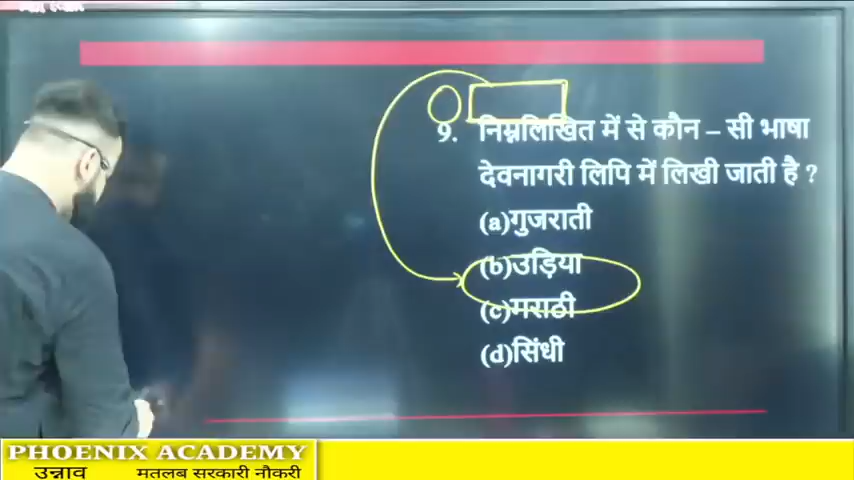 9. निम्नलिखित में से कौन – सी भाषा
देवनागरी लिपि में लिखी जाती है ?
(a)गुजराती
(b)उड़िया
(c)मराठी
(d)सिंधी
PHOENIX ACADEMY
उन्नाव मतलब सरकारी नौकरी